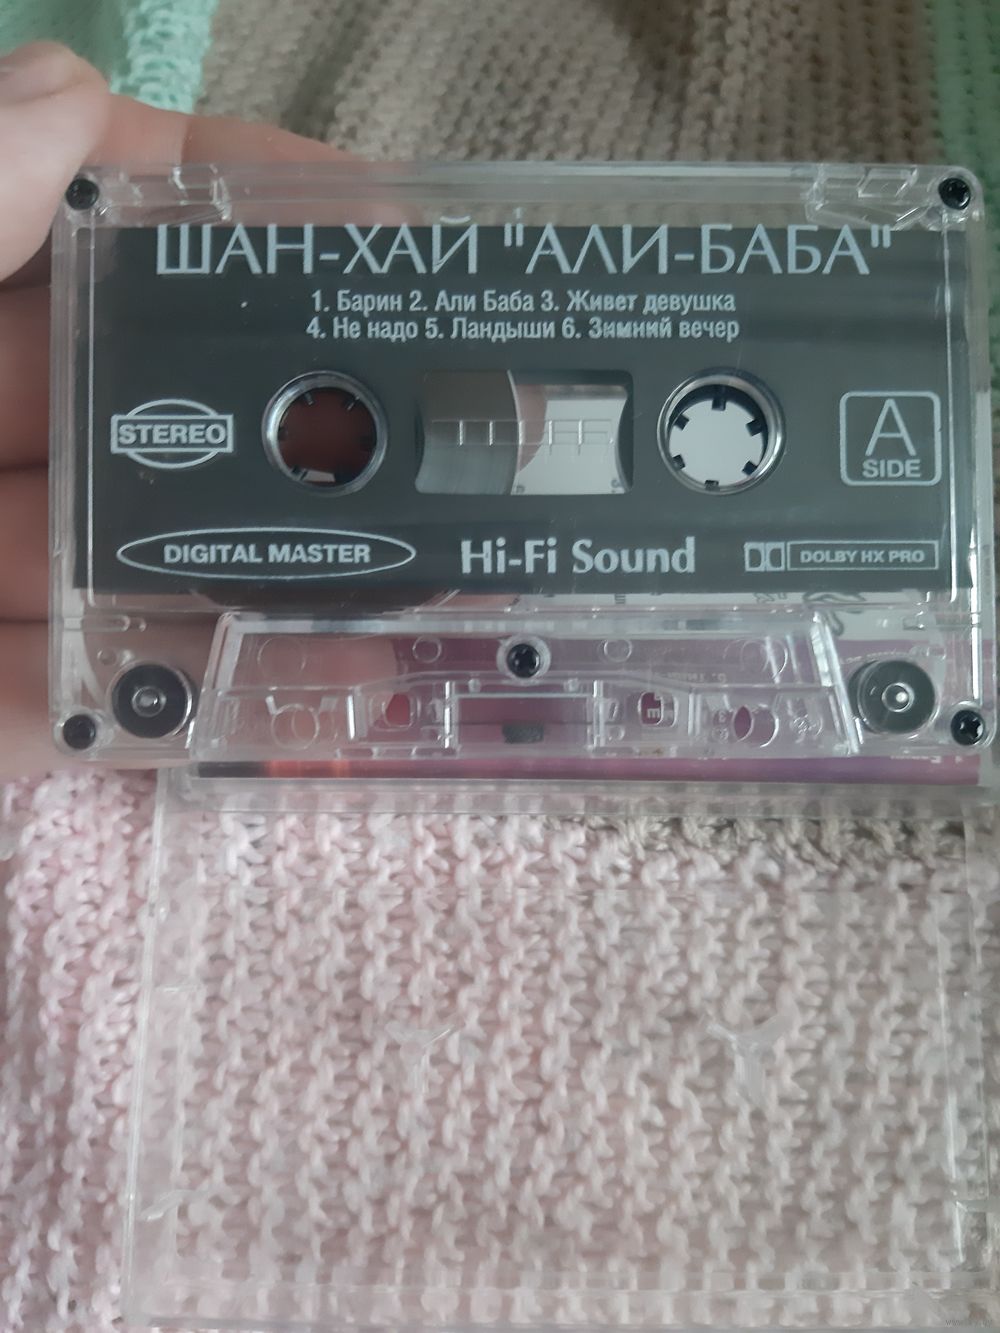 ШАН-ХАЙ "АЛИ-БАБА"
1. Барин 2. Али Баба 3. Живет девушка
4. Не надо 5. Ландыши 6. Зимний вечер
STEREO
A
SIDE
DIGITAL MASTER
Hi-Fi Sound
DOLBY HX PRO